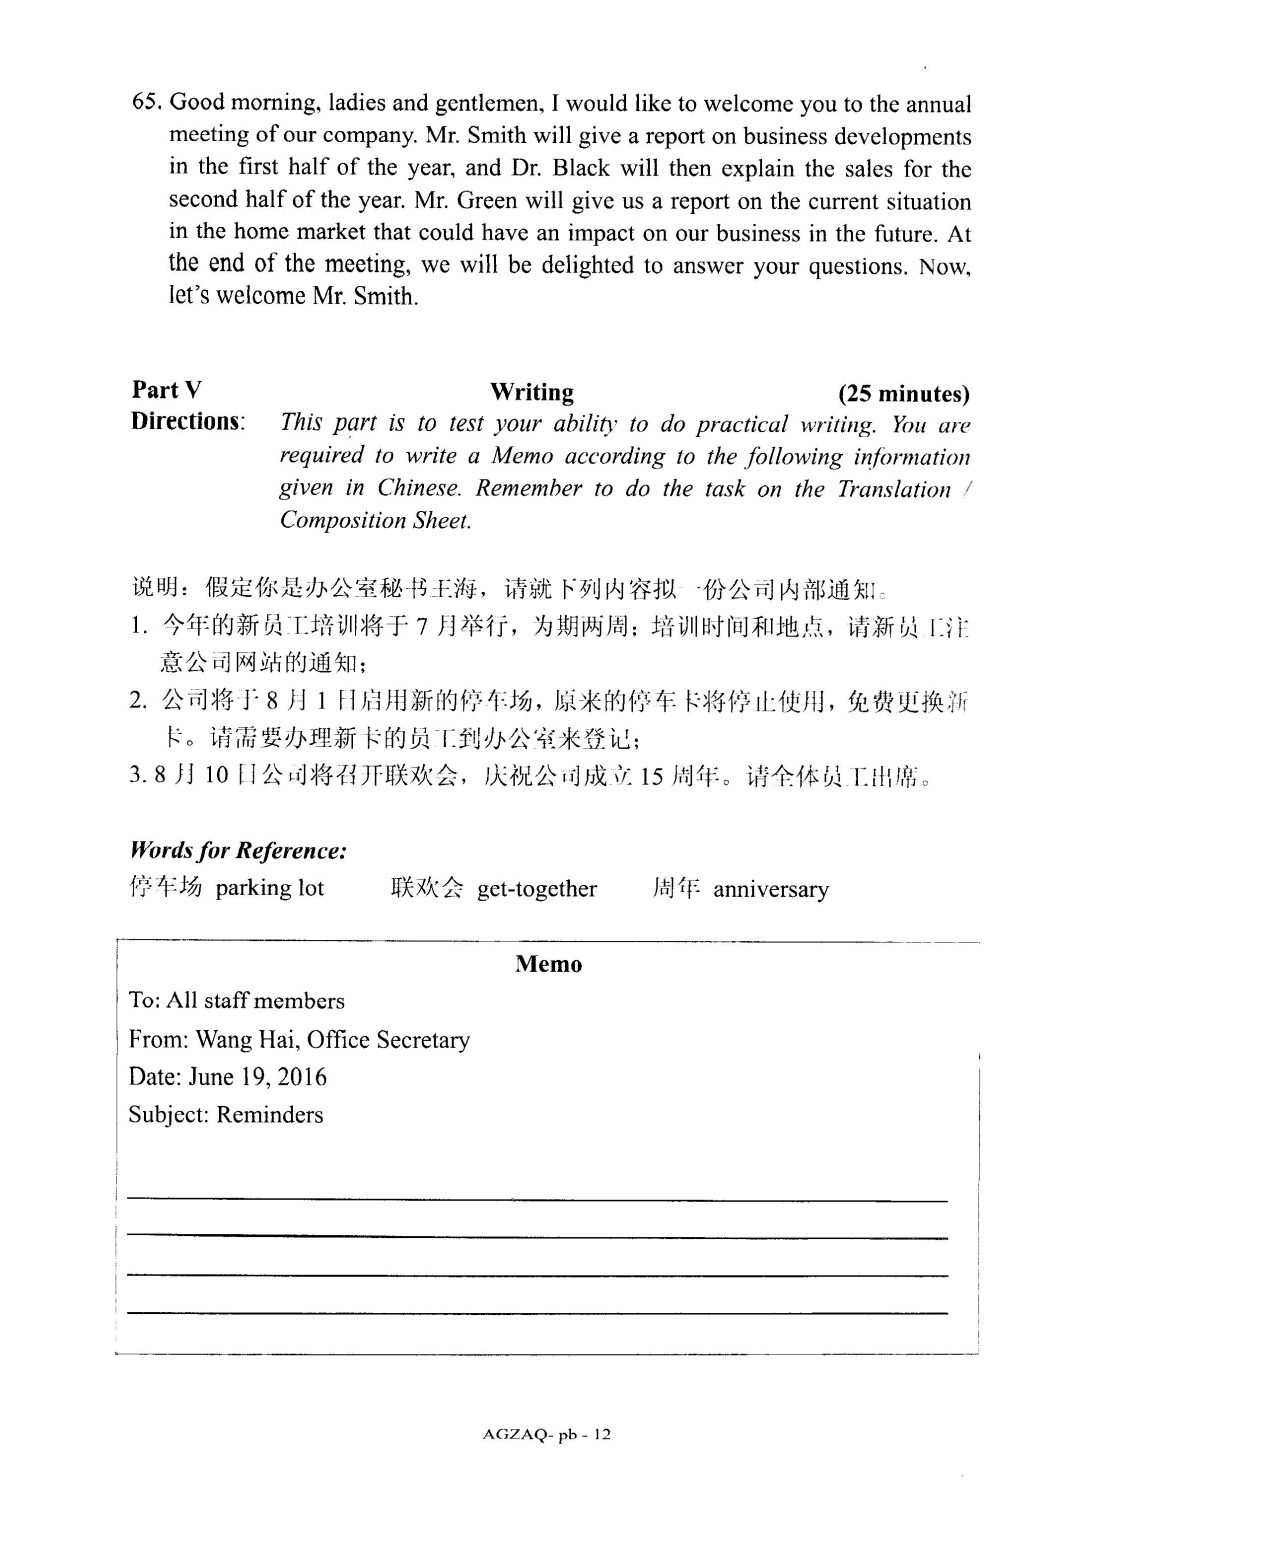 65. Good morning, ladies and gentlemen, I would like to welcome you to the annual
meeting of our company. Mr. Smith will give a report on business developments
in the first half of the year, and Dr. Black will then explain the sales for the
second half of the year. Mr. Green will give us a report on the current situation
in the home market that could have an impact on our business in the future. At
the end of the meeting, we will be delighted to answer your questions. Now,
let's welcome Mr. Smith.
Part V Writing (25 minutes)
Directions: This part is to test your ability to do practical writing. You are
required to write a Memo according to the following information
given in Chinese. Remember to do the task on the Translation /
Composition Sheet.
说明：假定你是办公室秘书王海，请就下列内容拟一份公司内部通知。
1. 今年的新员工培训将于 7 月举行，为期两周；培训时间和地点，请新员工注
意公司网站的通知；
2. 公司将于 8 月 1 日启用新的停车场，原来的停车卡将停止使用，免费更换新
卡。请需要办理新卡的员工到办公室来登记；
3. 8 月 10 日公司将召开联欢会，庆祝公司成立 15 周年。请全体员工出席。
Words for Reference:
停车场 parking lot 联欢会 get-together 周年 anniversary
Memo
To: All staff members
From: Wang Hai, Office Secretary
Date: June 19, 2016
Subject: Reminders
AGZAQ- pb - 12